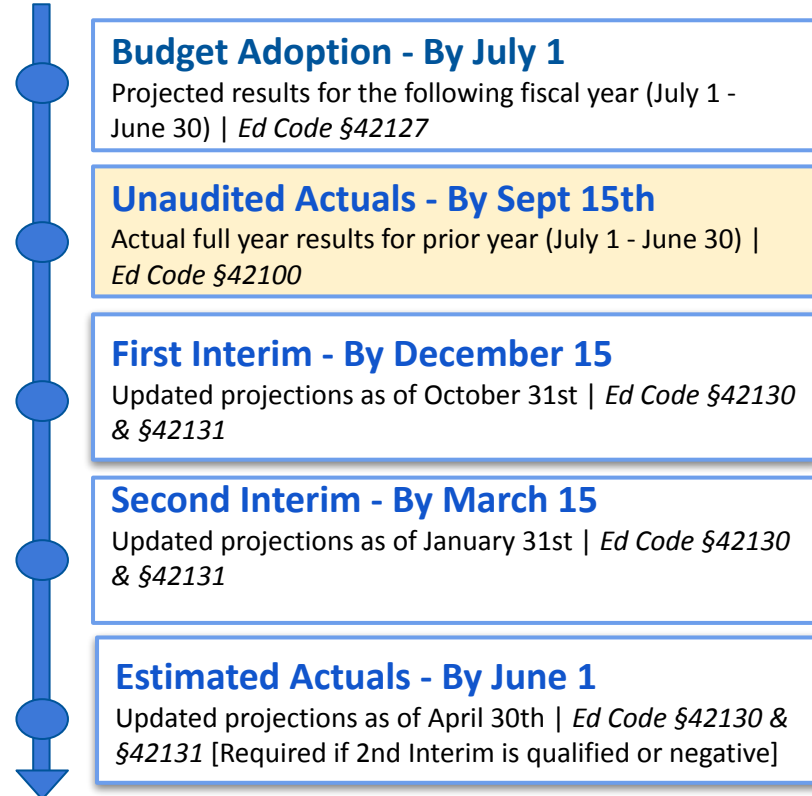 Budget Adoption - By July 1
Projected results for the following fiscal year (July 1 -
June 30) | Ed Code §42127
Unaudited Actuals - By Sept 15th
Actual full year results for prior year (July 1 - June 30) |
Ed Code §42100
First Interim - By December 15
Updated projections as of October 31st | Ed Code §42130
& §42131
Second Interim - By March 15
Updated projections as of January 31st | Ed Code §42130
& §42131
Estimated Actuals - By June 1
Updated projections as of April 30th | Ed Code §42130 &
§42131 [Required if 2nd Interim is qualified or negative]